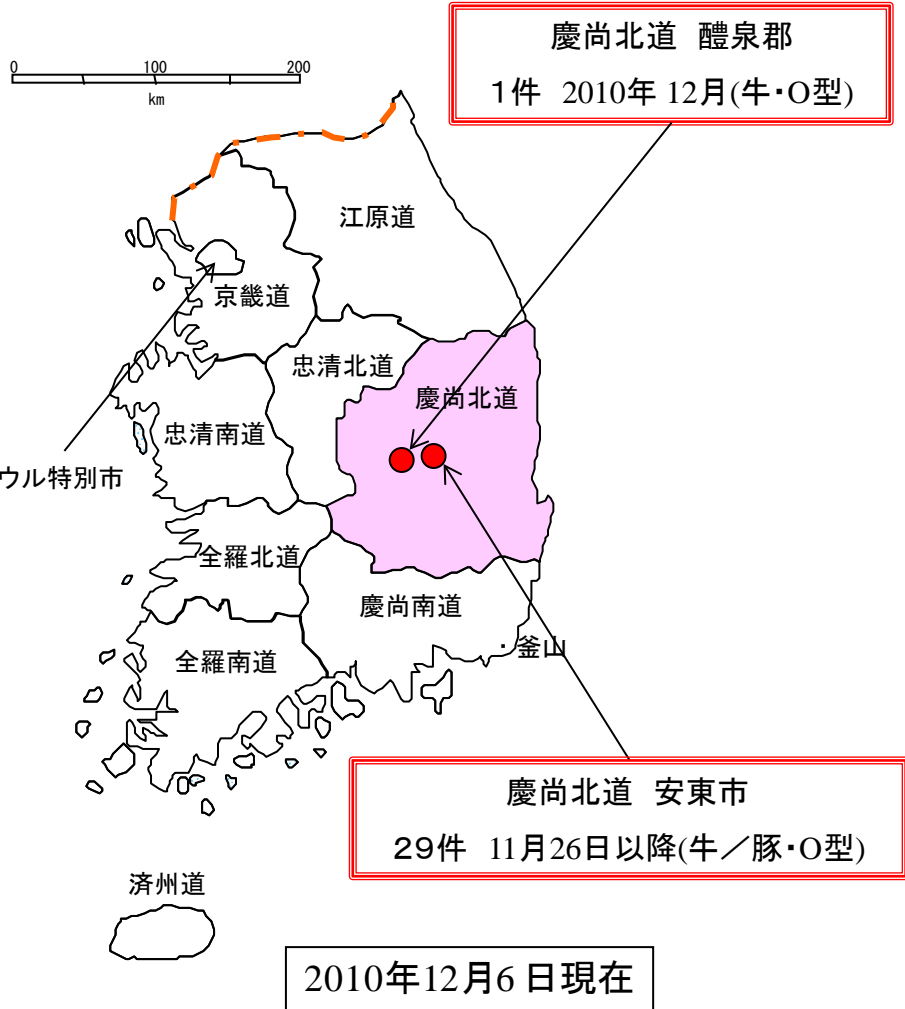 慶尚北道 醴泉郡
1件 2010年 12月(牛・O型)
0 100 200
km
江原道
京畿道
忠清北道
慶尚北道
忠清南道
ウル特別市
全羅北道
慶尚南道
・釜山
全羅南道
慶尚北道 安東市
29件 11月26日以降(牛／豚・O型)
済州道
2010年12月6日現在